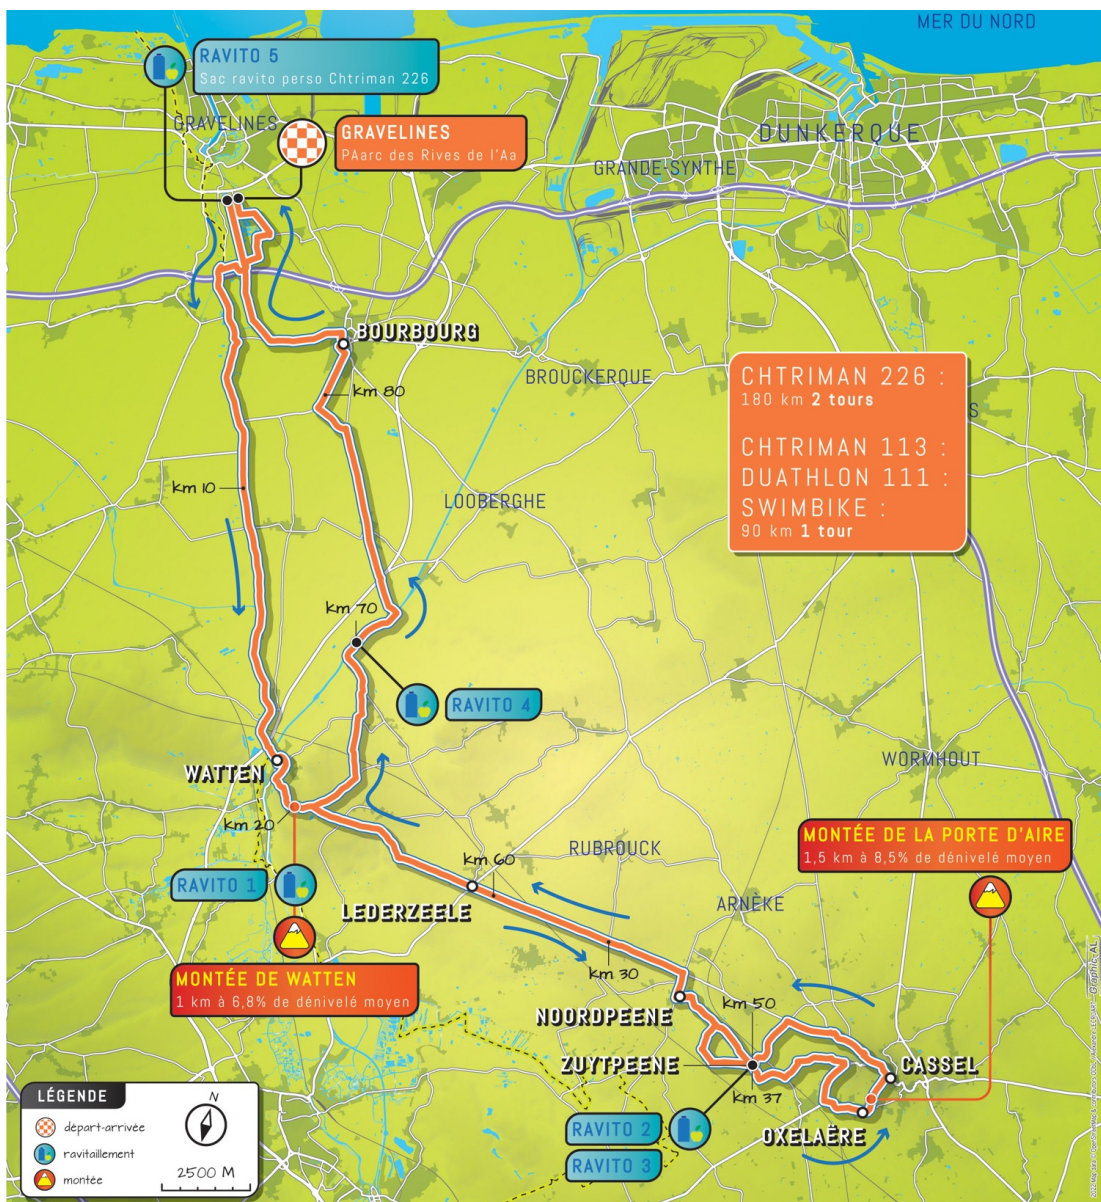 MER DU NORD
RAVITO 5
Sac ravito perso Chtriman 226
GRAVELINES
GRAVELINES
PAarc des Rives de l'Aa
DUNKERQUE
GRANDE-SYNTHE
BOURBOURG
BROUCKERQUE
km 80
CHTRIMAN 226 :
180 km 2 tours
CHTRIMAN 113 :
DUATHLON 111 :
SWIMBIKE :
90 km 1 tour
S
km 10
LOOBERGHE
km 70
RAVITO 4
WATTEN
WORMHOUT
km 20
MONTÉE DE LA PORTE D'AIRE
1,5 km à 8,5% de dénivelé moyen
RUBROUCK
km 60
RAVITO 1
LEDERZEELE
ARNÈKE
MONTÉE DE WATTEN
1 km à 6,8% de dénivelé moyen
km 30
km 50
NOORDPEENE
ZUYTPEENE
CASSEL
km 37
RAVITO 2
OXELAËRE
RAVITO 3
LÉGENDE
départ-arrivée
ravitaillement
montée
N
2500 M
Graphic-AL